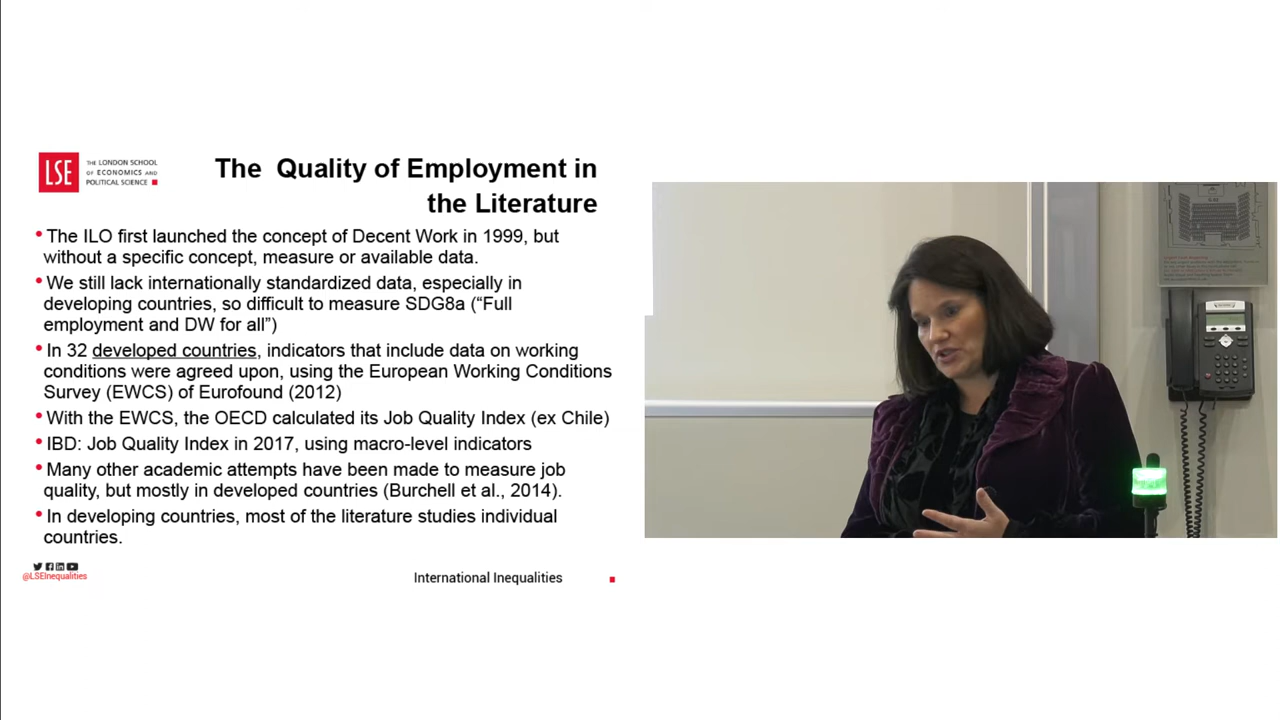 LSE
THE LONDON SCHOOL
OF ECONOMICS AND
POLITICAL SCIENCE
The Quality of Employment in
the Literature
• The ILO first launched the concept of Decent Work in 1999, but
without a specific concept, measure or available data.
• We still lack internationally standardized data, especially in
developing countries, so difficult to measure SDG8a (“Full
employment and DW for all”)
• In 32 developed countries, indicators that include data on working
conditions were agreed upon, using the European Working Conditions
Survey (EWCS) of Eurofound (2012)
• With the EWCS, the OECD calculated its Job Quality Index (ex Chile)
• IBD: Job Quality Index in 2017, using macro-level indicators
• Many other academic attempts have been made to measure job
quality, but mostly in developed countries (Burchell et al., 2014).
• In developing countries, most of the literature studies individual
countries.
@LSEInequalities
International Inequalities